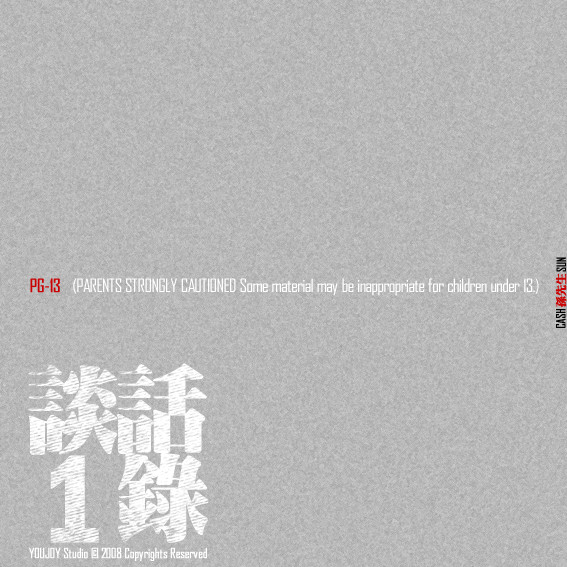 PG-13 (PARENTS STRONGLY CAUTIONED Some material may be inappropriate for children under 13.)
CASH 孫先生 SUN
談話
1錄
YOUJOY Studio © 2008 Copyrights Reserved